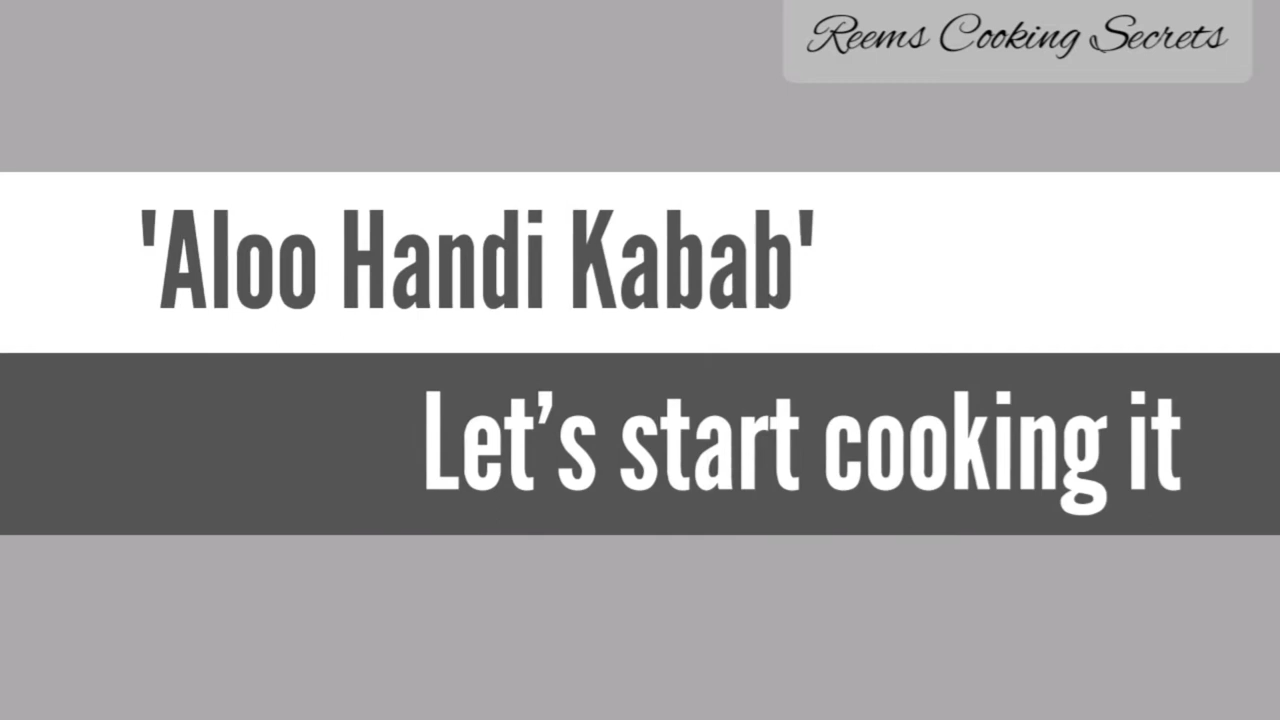 Reems Cooking Secrets
'Aloo Handi Kabab'
Let’s start cooking it